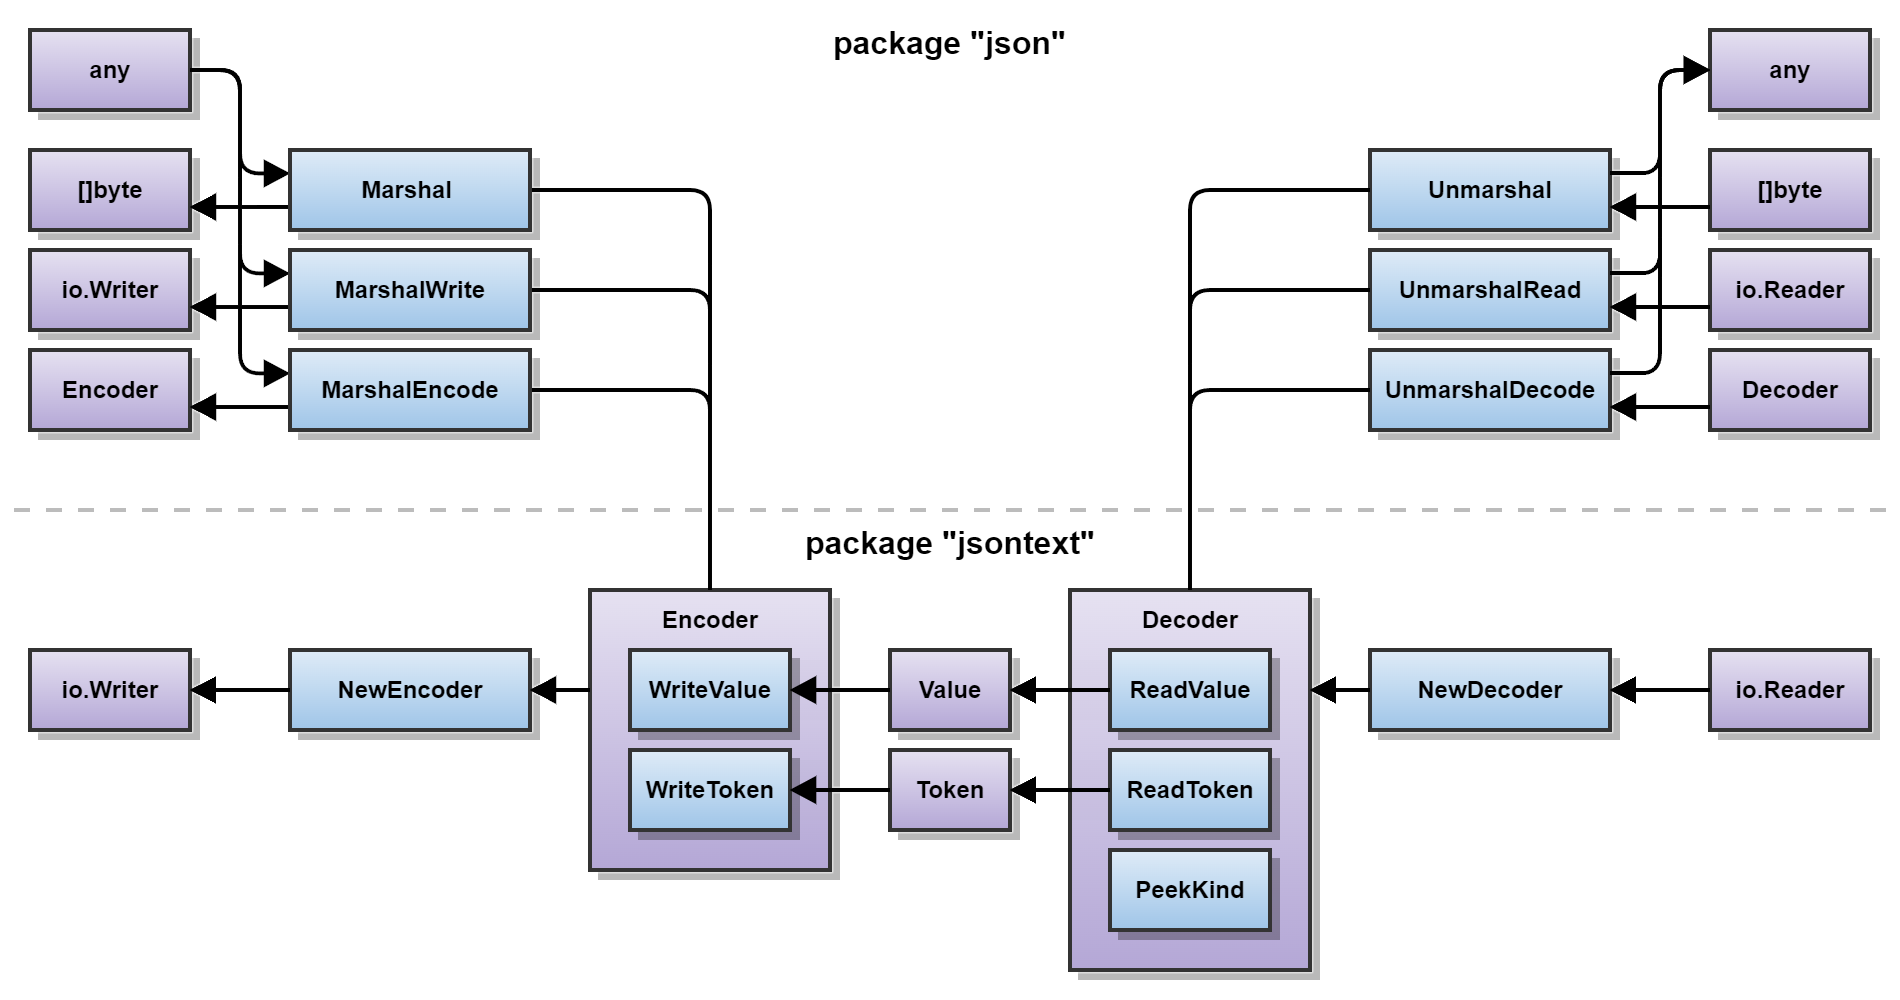 package "json"
any
any
[]byte
Marshal
Unmarshal
[]byte
io.Writer
MarshalWrite
UnmarshalRead
io.Reader
Encoder
MarshalEncode
UnmarshalDecode
Decoder
package "jsontext"
Encoder
Decoder
io.Writer
NewEncoder
WriteValue
Value
ReadValue
NewDecoder
io.Reader
WriteToken
Token
ReadToken
PeekKind